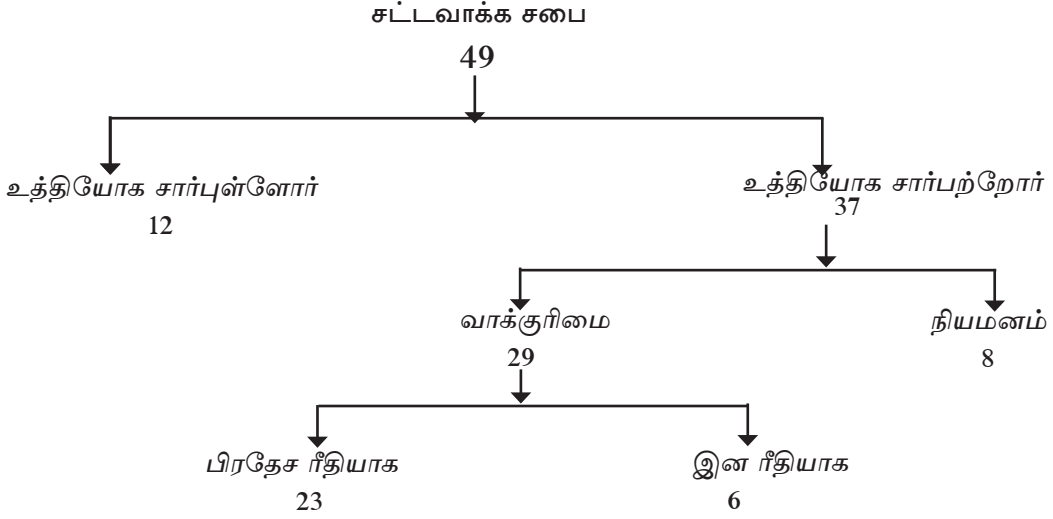 சட்டவாக்க சபை
49
உத்தியோக சார்புள்ளோர்
12
உத்தியோக சார்பற்றோர்
37
வாக்குரிமை
29
நியமனம்
8
பிரதேச ரீதியாக
23
இன ரீதியாக
6